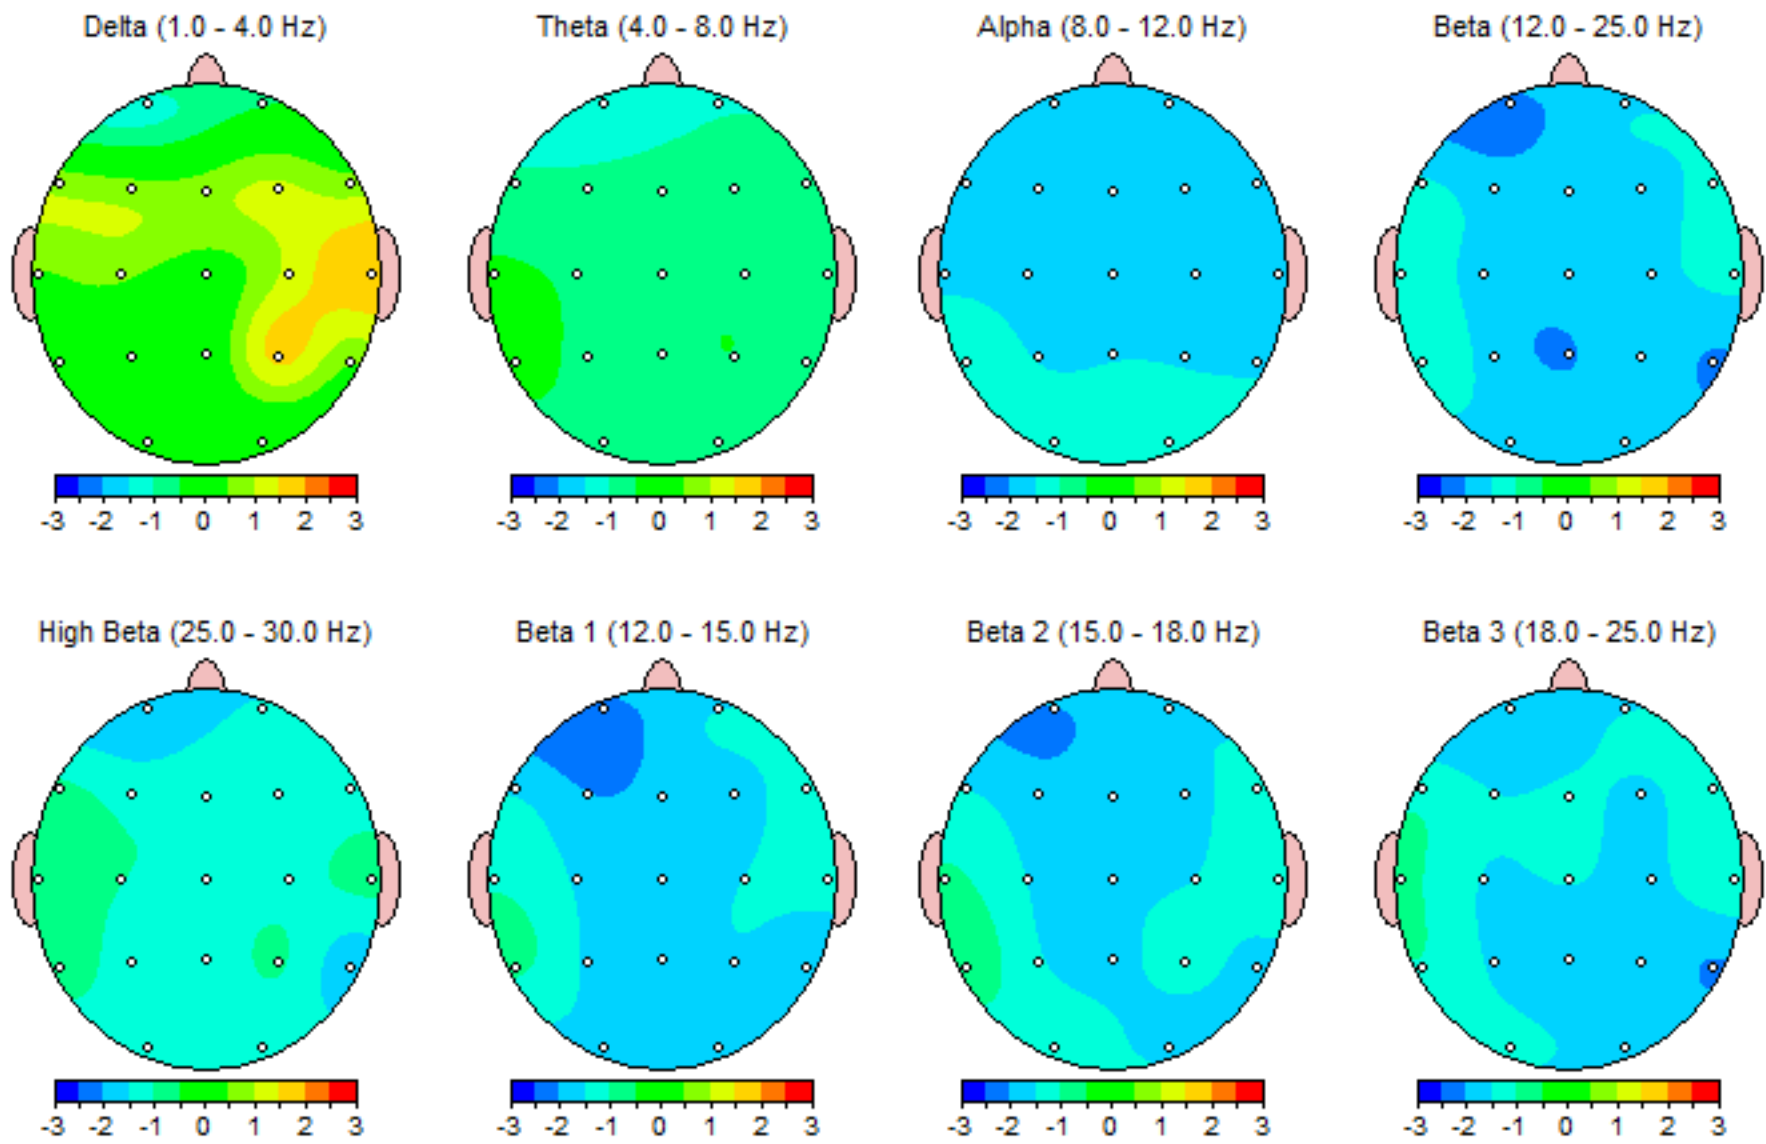 Delta (1.0 - 4.0 Hz)
Theta (4.0 - 8.0 Hz)
Alpha (8.0 - 12.0 Hz)
Beta (12.0 - 25.0 Hz)
-3 -2 -1 0 1 2 3
-3 -2 -1 0 1 2 3
-3 -2 -1 0 1 2 3
-3 -2 -1 0 1 2 3
High Beta (25.0 - 30.0 Hz)
Beta 1 (12.0 - 15.0 Hz)
Beta 2 (15.0 - 18.0 Hz)
Beta 3 (18.0 - 25.0 Hz)
-3 -2 -1 0 1 2 3
-3 -2 -1 0 1 2 3
-3 -2 -1 0 1 2 3
-3 -2 -1 0 1 2 3